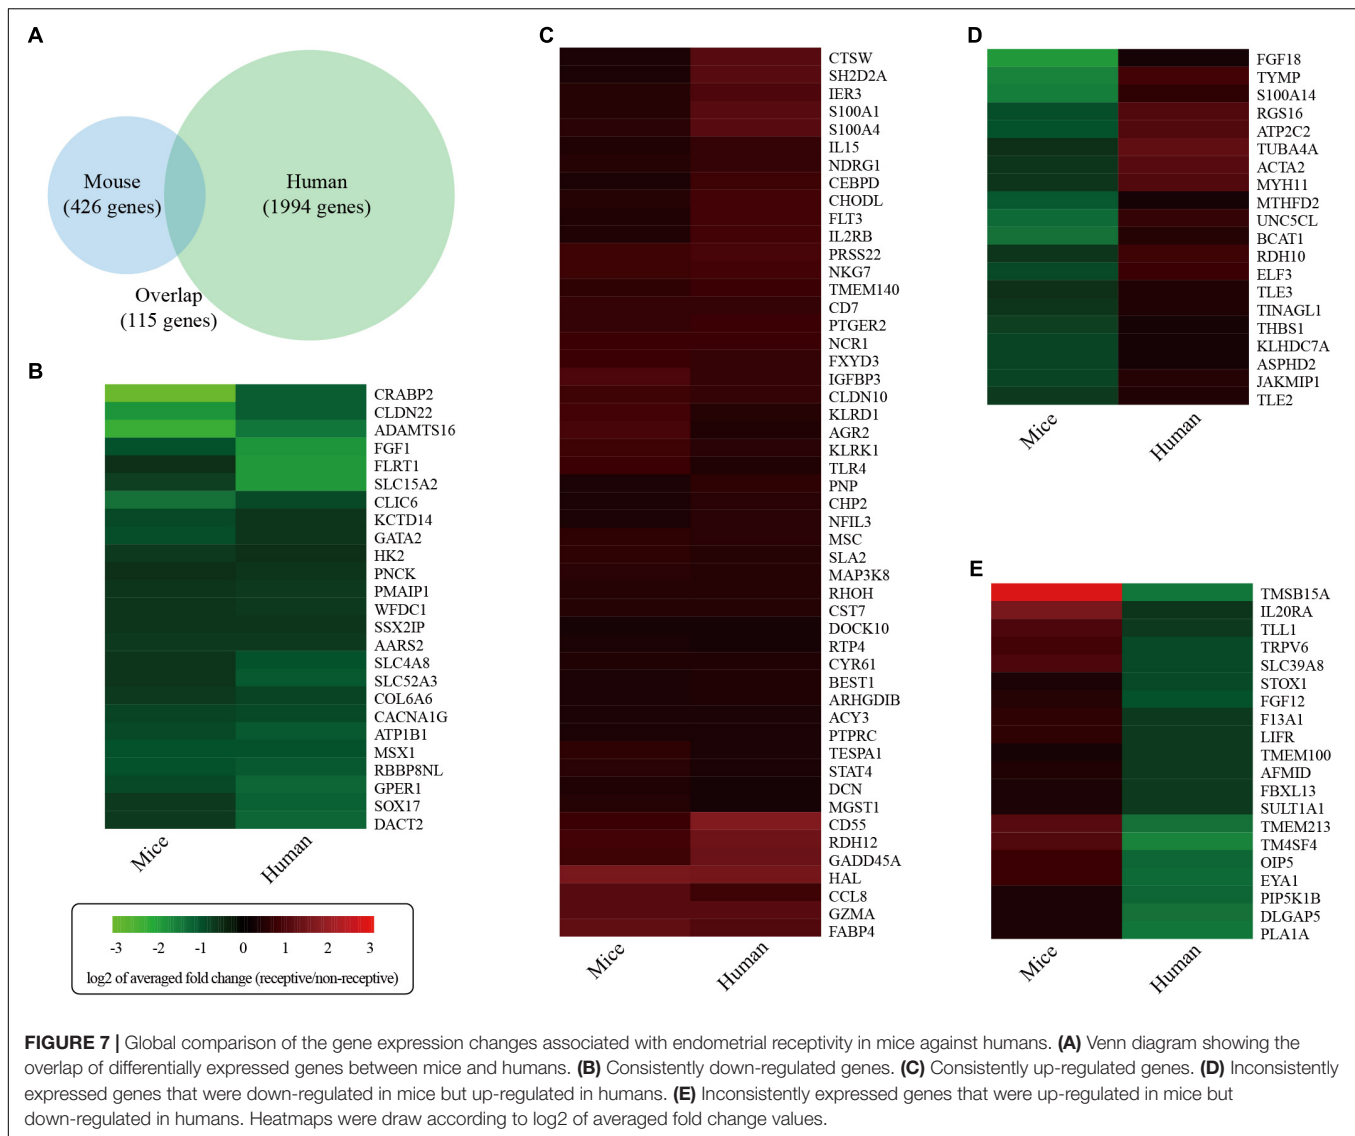 A
Mouse
(426 genes)
Human
(1994 genes)
Overlap
(115 genes)
B
CRABP2
CLDN22
ADAMTS16
FGF1
FLRT1
SLC15A2
CLIC6
KCTD14
GATA2
HK2
PNCK
PMAIP1
WFDC1
SSX2IP
AARS2
SLC4A8
SLC52A3
COL6A6
CACNA1G
ATP1B1
MSX1
RBBP8NL
GPER1
SOX17
DACT2
Mice
Human
-3 -2 -1 0 1 2 3
log2 of averaged fold change (receptive/non-receptive)
C
CTSW
SH2D2A
IER3
S100A1
S100A4
IL15
NDRG1
CEBPD
CHODL
FLT3
IL2RB
PRSS22
NKG7
TMEM140
CD7
PTGER2
NCR1
FXYD3
IGFBP3
CLDN10
KLRD1
AGR2
KLRK1
TLR4
PNP
CHP2
NFIL3
MSC
SLA2
MAP3K8
RHOH
CST7
DOCK10
RTP4
CYR61
BEST1
ARHGDIB
ACY3
PTPRC
TESPA1
STAT4
DCN
MGST1
CD55
RDH12
GADD45A
HAL
CCL8
GZMA
FABP4
Mice
Human
D
FGF18
TYMP
S100A14
RGS16
ATP2C2
TUBA4A
ACTA2
MYH11
MTHFD2
UNC5CL
BCAT1
RDH10
ELF3
TLE3
TINAGL1
THBS1
KLHDC7A
ASPHD2
JAKMIP1
TLE2
Mice
Human
E
TMSB15A
IL20RA
TLL1
TRPV6
SLC39A8
STOX1
FGF12
F13A1
LIFR
TMEM100
AFMID
FBXL13
SULT1A1
TMEM213
TM4SF4
OIP5
EYA1
PIP5K1B
DLGAP5
PLA1A
Mice
Human
FIGURE 7 | Global comparison of the gene expression changes associated with endometrial receptivity in mice against humans. (A) Venn diagram showing the
overlap of differentially expressed genes between mice and humans. (B) Consistently down-regulated genes. (C) Consistently up-regulated genes. (D) Inconsistently
expressed genes that were down-regulated in mice but up-regulated in humans. (E) Inconsistently expressed genes that were up-regulated in mice but
down-regulated in humans. Heatmaps were draw according to log2 of averaged fold change values.